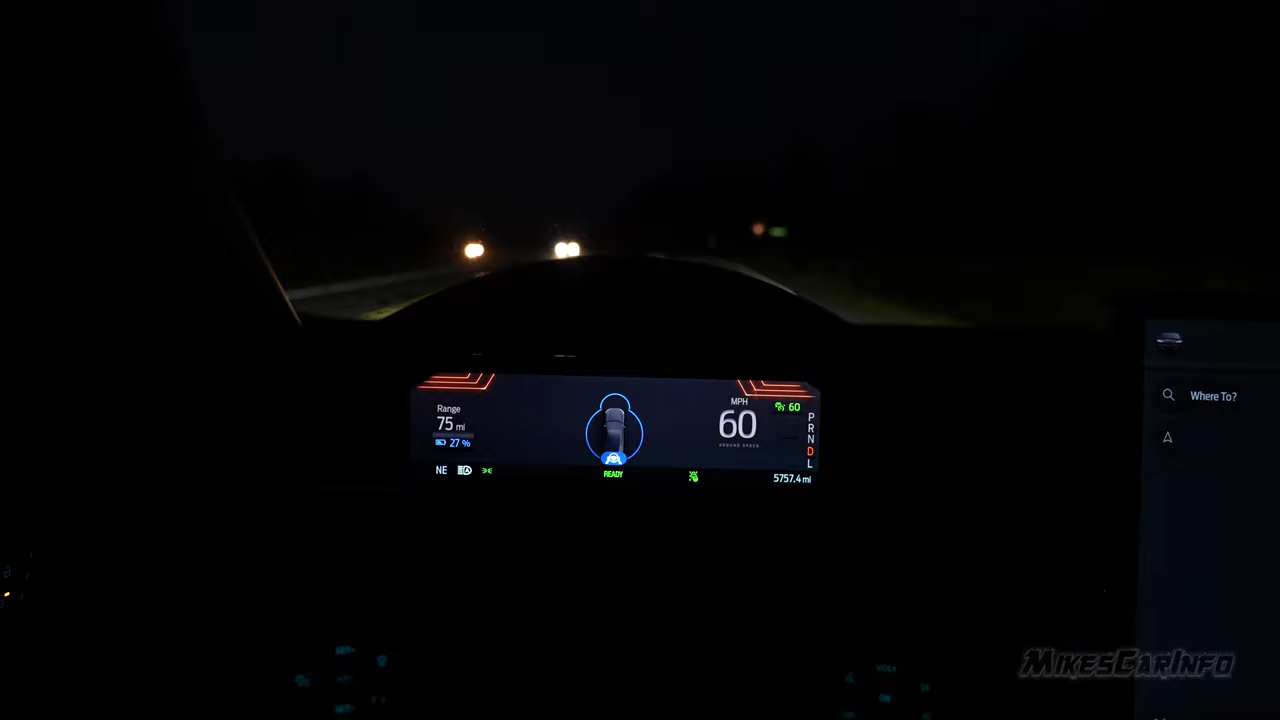 Where To?
MPH
60
60
Range
75 mi
27 %
P
R
N
D
L
NE
READY
5757.4 mi
MIKESCARINFO